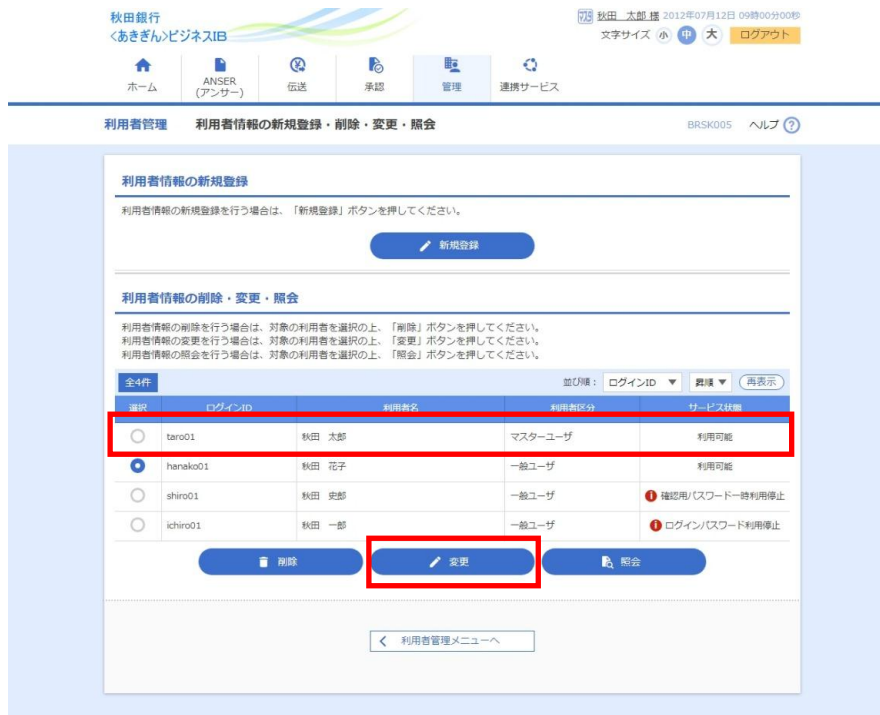 秋田銀行
<あきぎん>ビジネスIB
秋田 太郎 様 2012年07月12日 09時00分00秒
文字サイズ 小 中 大 ログアウト
ホーム
ANSER
(アンサー)
伝送
承認
管理
連携サービス
利用者管理 利用者情報の新規登録・削除・変更・照会 BRSK005 ヘルプ ?
利用者情報の新規登録
利用者情報の新規登録を行う場合は、「新規登録」ボタンを押してください。
新規登録
利用者情報の削除・変更・照会
利用者情報の削除を行う場合は、対象の利用者を選択の上、「削除」ボタンを押してください。
利用者情報の変更を行う場合は、対象の利用者を選択の上、「変更」ボタンを押してください。
利用者情報の照会を行う場合は、対象の利用者を選択の上、「照会」ボタンを押してください。
全4件 並び順: ログインID ▼ 昇順 ▼ 再表示
選択 ログインID 利用者名 利用者区分 サービス状態
taro01 秋田 太郎 マスターユーザ 利用可能
hanako01 秋田 花子 一般ユーザ 利用可能
shiro01 秋田 史郎 一般ユーザ 確認用パスワード一時利用停止
ichiro01 秋田 一郎 一般ユーザ ログインパスワード利用停止
削除 変更 照会
利用者管理メニューへ